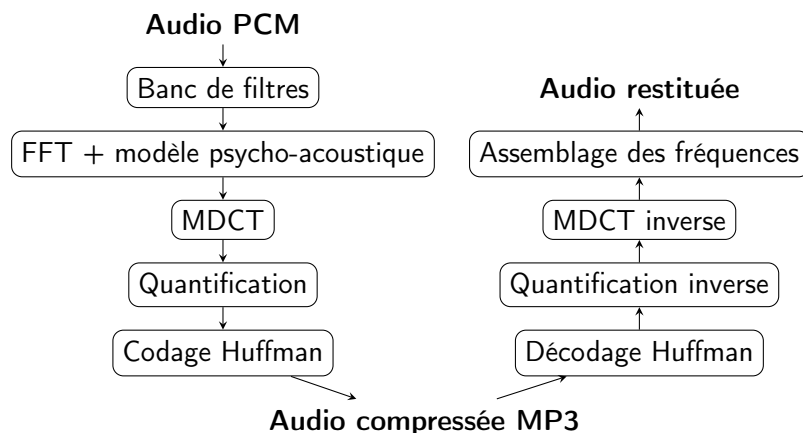 Audio PCM
Banc de filtres
FFT + modèle psycho-acoustique
MDCT
Quantification
Codage Huffman
Audio compressée MP3
Décodage Huffman
Quantification inverse
MDCT inverse
Assemblage des fréquences
Audio restituée